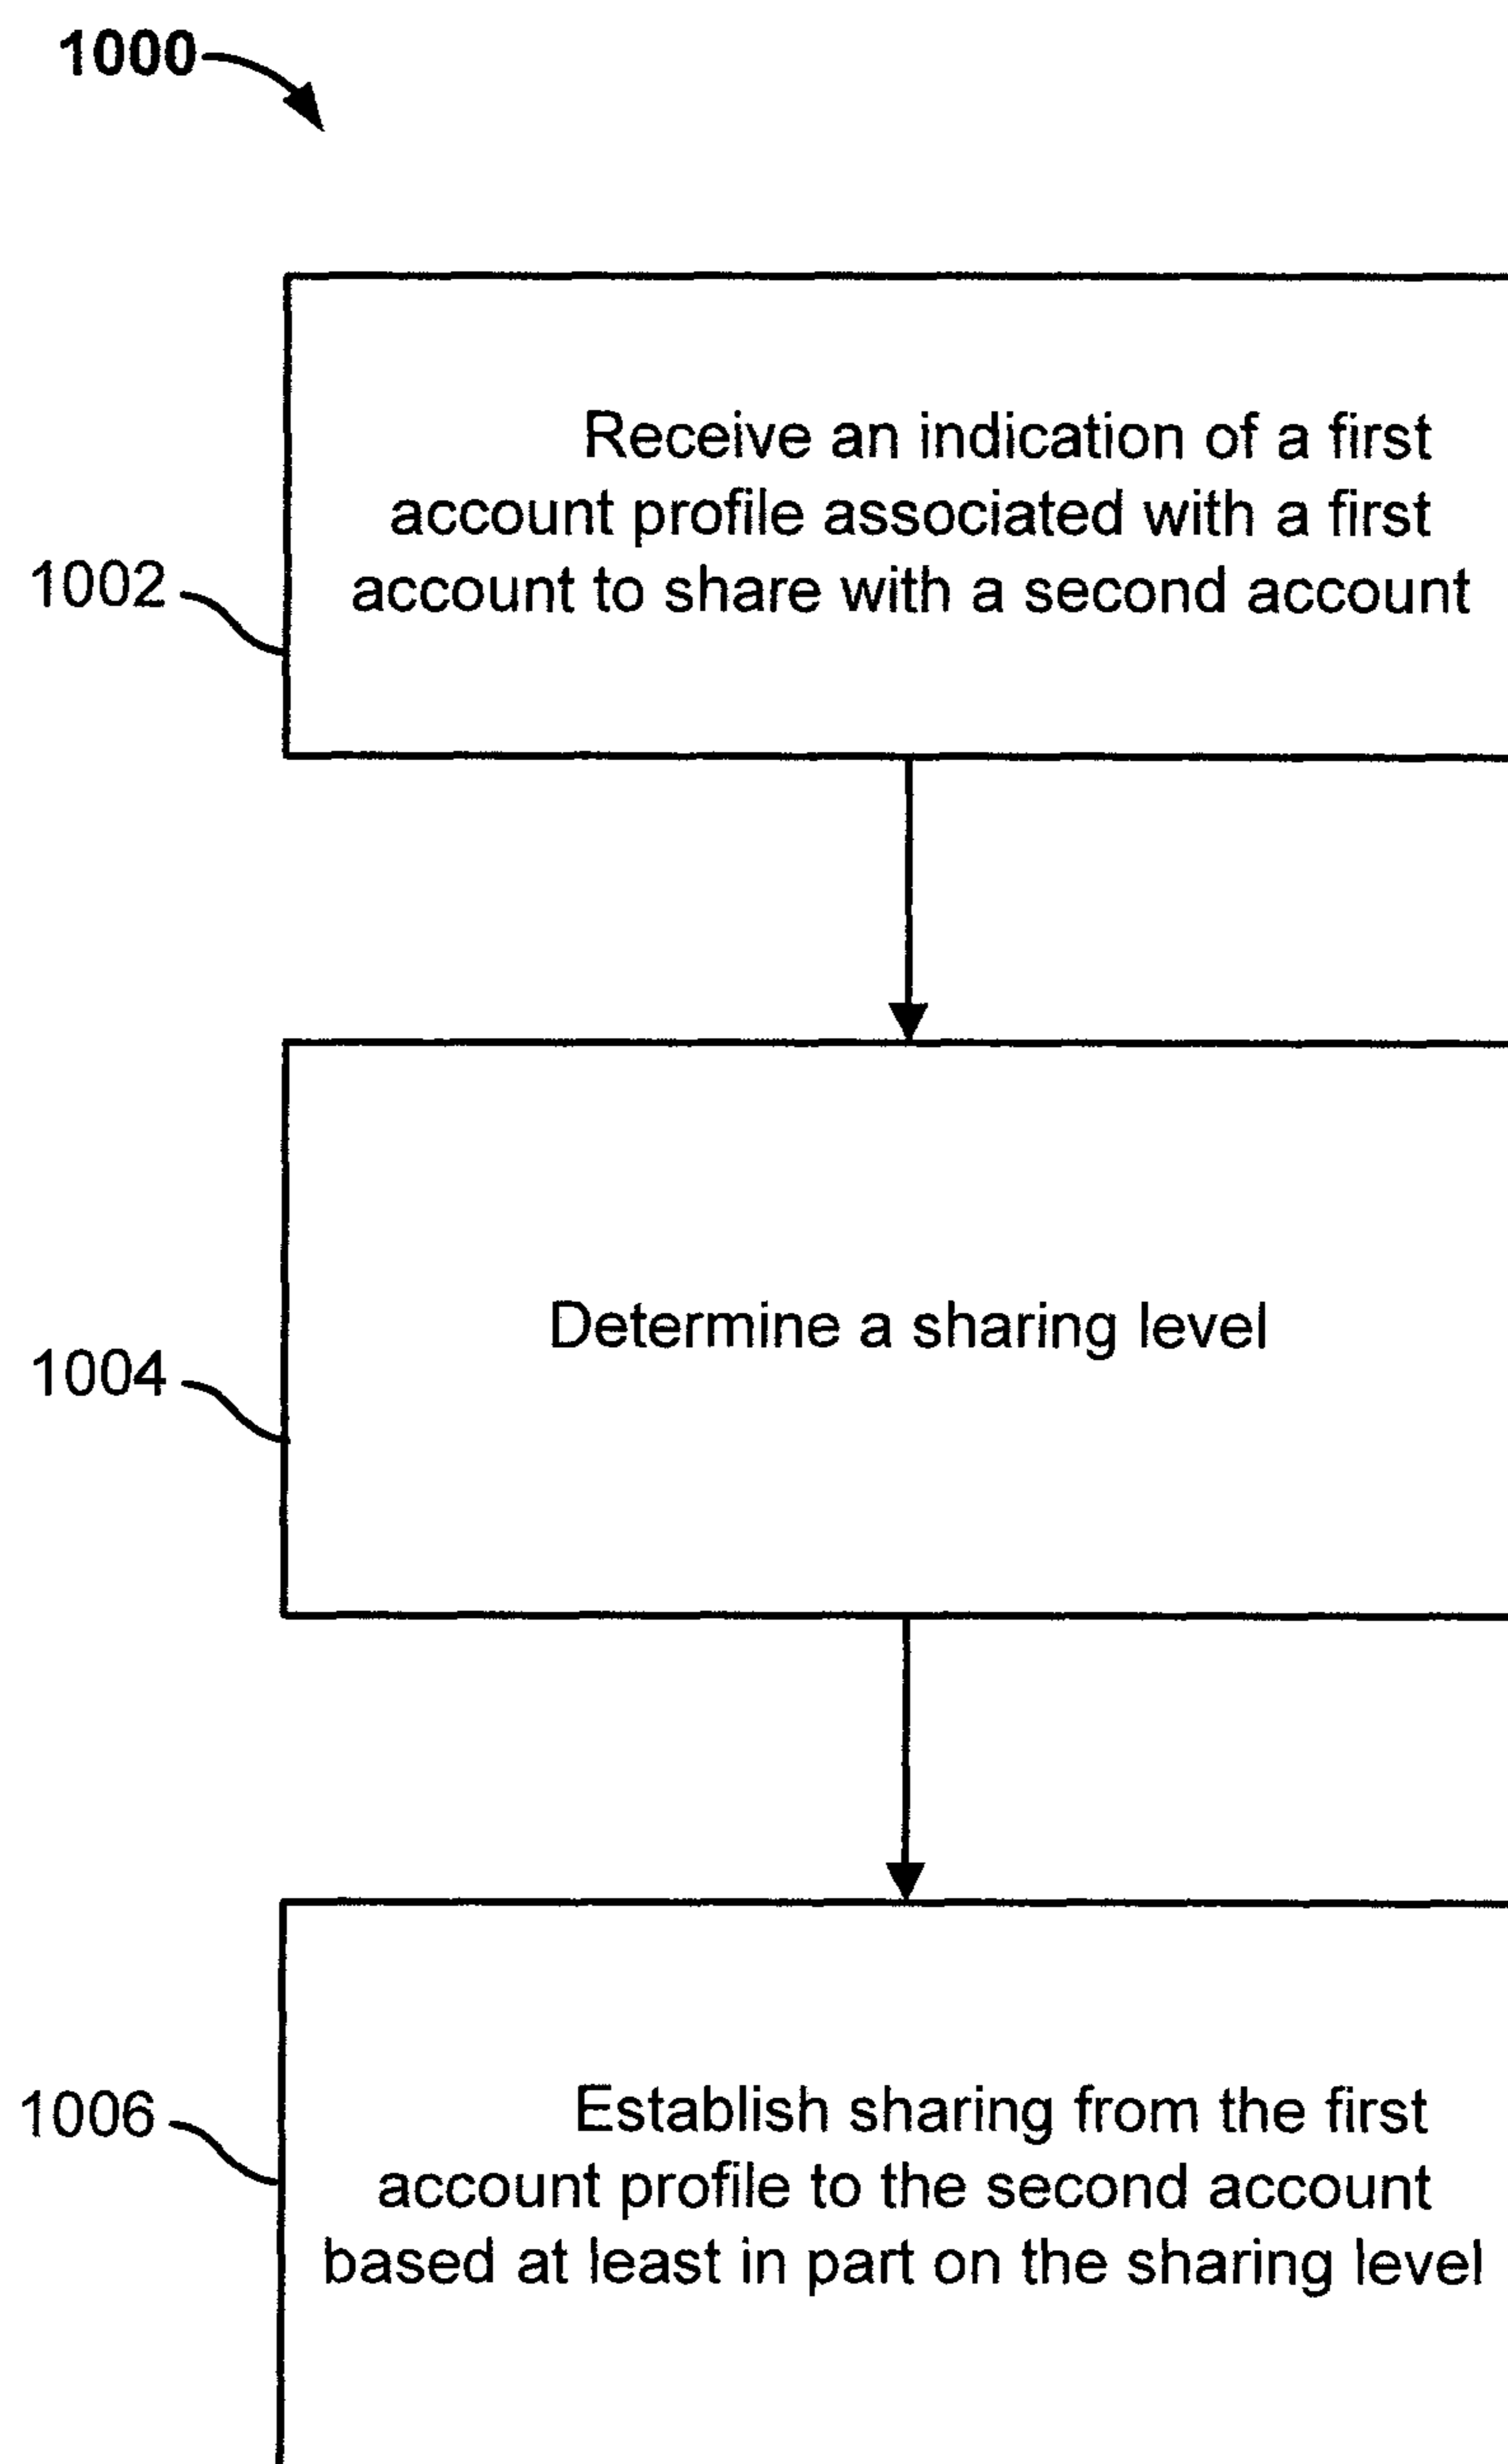 1000
Receive an indication of a first
account profile associated with a first
account to share with a second account
1002
Determine a sharing level
1004
Establish sharing from the first
account profile to the second account
based at least in part on the sharing level
1006